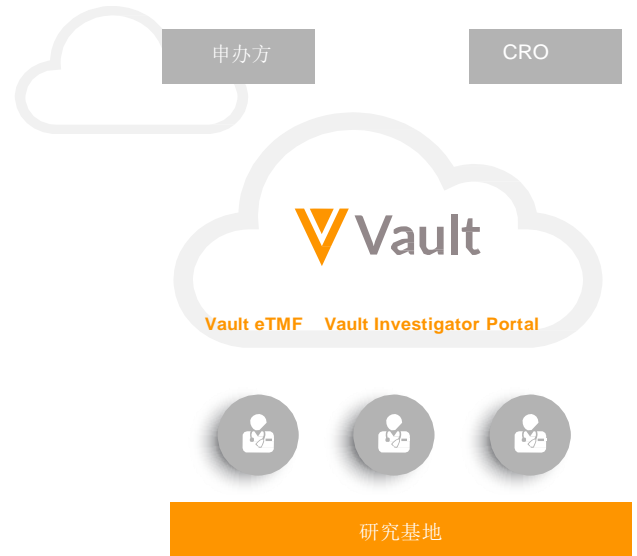 申办方 CRO
Vault
Vault eTMF Vault Investigator Portal
研究基地